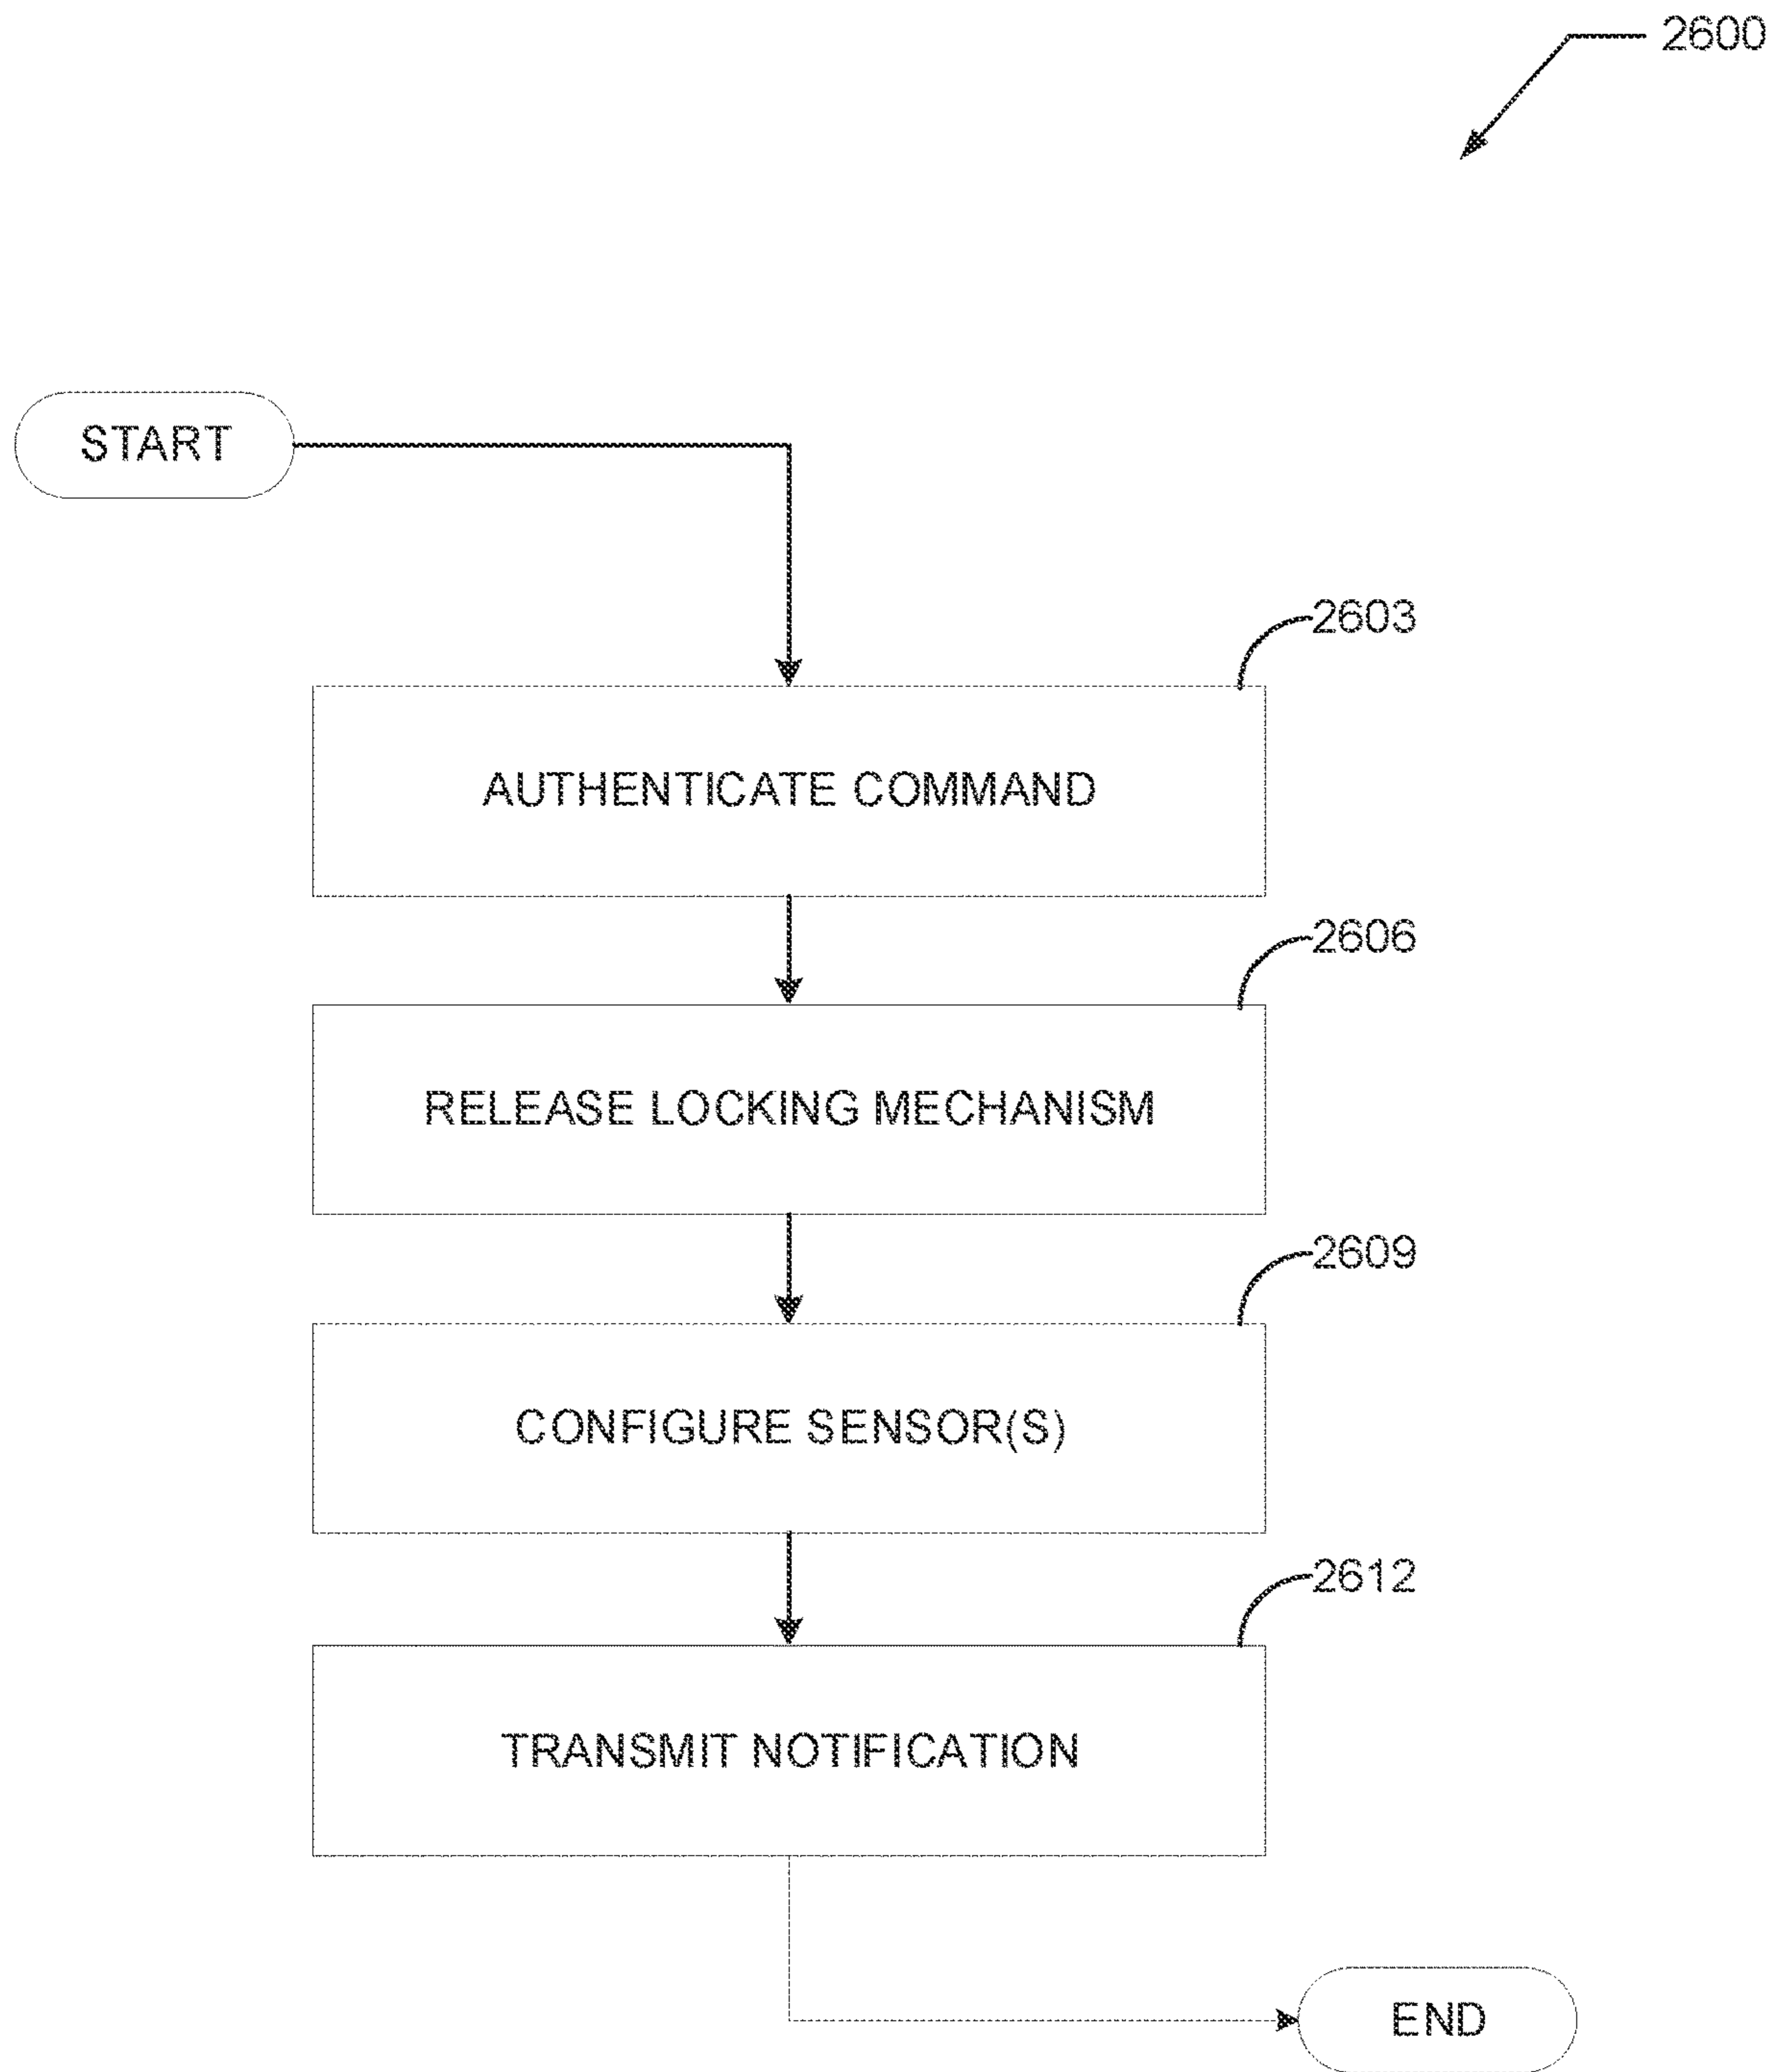 2600
START
2603
AUTHENTICATE COMMAND
2606
RELEASE LOCKING MECHANISM
2609
CONFIGURE SENSOR(S)
2612
TRANSMIT NOTIFICATION
END